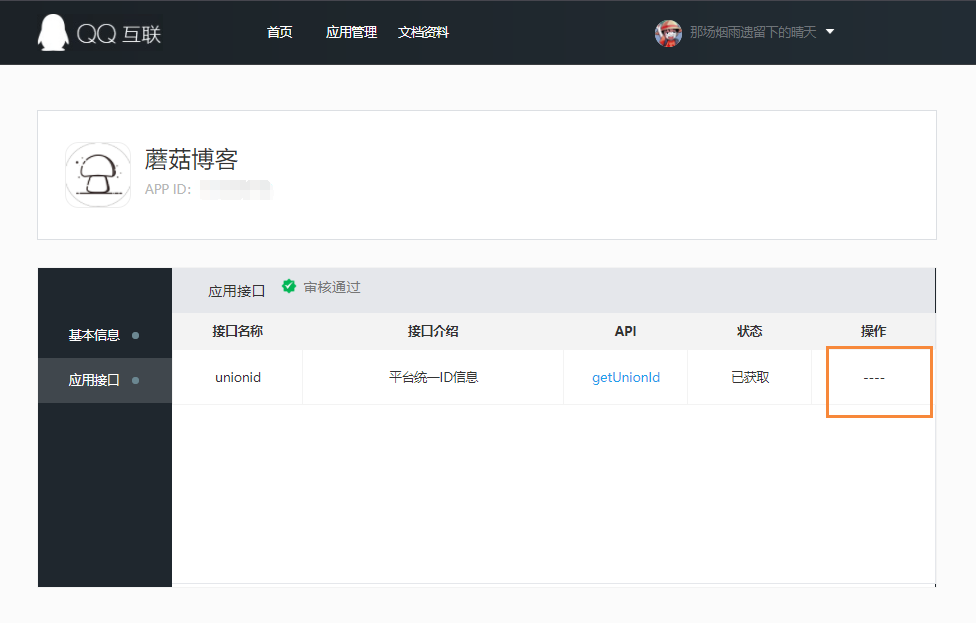 QQ 互联 首页 应用管理 文档资料 那场烟雨遗留下的晴天
蘑菇博客
APP ID：
应用接口 审核通过
基本信息
应用接口
接口名称 接口介绍 API 状态 操作
unionid 平台统一ID信息 getUnionId 已获取 ----